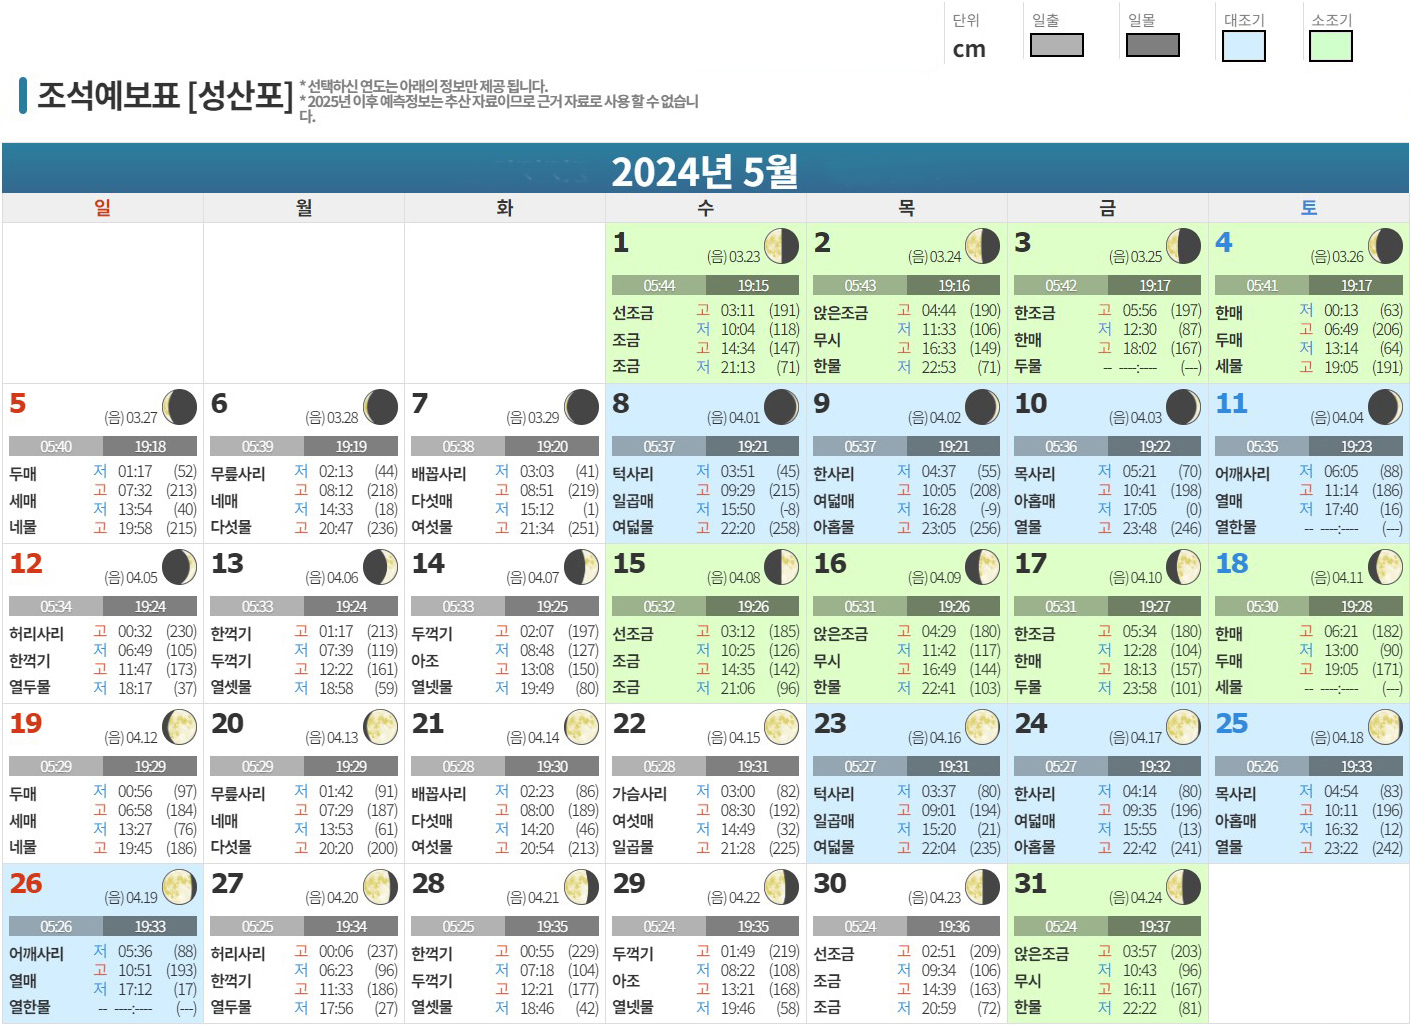 단위 일출 일몰 대조기 소조기
cm
조석예보표 [성산포]
* 선택하신 연도는 아래의 정보만 제공 됩니다.
* 2025년 이후 예측정보는 추산 자료이므로 근거 자료로 사용 할 수 없습니
다.
2024년 5월
일 월 화 수 목 금 토
1 (음) 03.23
05:44 19:15
선조금 고 03:11 (191)
저 10:04 (118)
조금 고 14:34 (147)
조금 저 21:13 (71)
2 (음) 03.24
05:43 19:16
앉은조금 고 04:44 (190)
저 11:33 (106)
무시 고 16:33 (149)
한물 저 22:53 (71)
3 (음) 03.25
05:42 19:17
한조금 고 05:56 (197)
저 12:30 (87)
한매 고 18:02 (167)
두물 -- ----:---- (---)
4 (음) 03.26
05:41 19:17
한매 저 00:13 (63)
고 06:49 (206)
두매 저 13:14 (64)
세물 고 19:05 (191)
5 (음) 03.27
05:40 19:18
두매 저 01:17 (52)
고 07:32 (213)
세매 저 13:54 (40)
네물 고 19:58 (215)
6 (음) 03.28
05:39 19:19
무릎사리 저 02:13 (44)
고 08:12 (218)
네매 저 14:33 (18)
다섯물 고 20:47 (236)
7 (음) 03.29
05:38 19:20
배꼽사리 저 03:03 (41)
고 08:51 (219)
다섯매 저 15:12 (1)
여섯물 고 21:34 (251)
8 (음) 04.01
05:37 19:21
턱사리 저 03:51 (45)
고 09:29 (215)
일곱매 저 15:50 (-8)
여덟물 고 22:20 (258)
9 (음) 04.02
05:37 19:21
한사리 저 04:37 (55)
고 10:05 (208)
여덟매 저 16:28 (-9)
아홉물 고 23:05 (256)
10 (음) 04.03
05:36 19:22
목사리 저 05:21 (70)
고 10:41 (198)
아홉매 저 17:05 (0)
열물 고 23:48 (246)
11 (음) 04.04
05:35 19:23
어깨사리 저 06:05 (88)
고 11:14 (186)
열매 저 17:40 (16)
열한물 -- ----:---- (---)
12 (음) 04.05
05:34 19:24
허리사리 고 00:32 (230)
저 06:49 (105)
한꺽기 고 11:47 (173)
열두물 저 18:17 (37)
13 (음) 04.06
05:33 19:24
한꺽기 고 01:17 (213)
저 07:39 (119)
두꺽기 고 12:22 (161)
열셋물 저 18:58 (59)
14 (음) 04.07
05:33 19:25
두꺽기 고 02:07 (197)
저 08:48 (127)
아조 고 13:08 (150)
열넷물 저 19:49 (80)
15 (음) 04.08
05:32 19:26
선조금 고 03:12 (185)
저 10:25 (126)
조금 고 14:35 (142)
조금 저 21:06 (96)
16 (음) 04.09
05:31 19:26
앉은조금 고 04:29 (180)
저 11:42 (117)
무시 고 16:49 (144)
한물 저 22:41 (103)
17 (음) 04.10
05:31 19:27
한조금 고 05:34 (180)
저 12:28 (104)
한매 고 18:13 (157)
두물 저 23:58 (101)
18 (음) 04.11
05:30 19:28
한매 고 06:21 (182)
저 13:00 (90)
두매 고 19:05 (171)
세물 -- ----:---- (---)
19 (음) 04.12
05:29 19:29
두매 저 00:56 (97)
고 06:58 (184)
세매 저 13:27 (76)
네물 고 19:45 (186)
20 (음) 04.13
05:29 19:29
무릎사리 저 01:42 (91)
고 07:29 (187)
네매 저 13:53 (61)
다섯물 고 20:20 (200)
21 (음) 04.14
05:28 19:30
배꼽사리 저 02:23 (86)
고 08:00 (189)
다섯매 저 14:20 (46)
여섯물 고 20:54 (213)
22 (음) 04.15
05:28 19:31
가슴사리 저 03:00 (82)
고 08:30 (192)
여섯매 저 14:49 (32)
일곱물 고 21:28 (225)
23 (음) 04.16
05:27 19:31
턱사리 저 03:37 (80)
고 09:01 (194)
일곱매 저 15:20 (21)
여덟물 고 22:04 (235)
24 (음) 04.17
05:27 19:32
한사리 저 04:14 (80)
고 09:35 (196)
여덟매 저 15:55 (13)
아홉물 고 22:42 (241)
25 (음) 04.18
05:26 19:33
목사리 저 04:54 (83)
고 10:11 (196)
아홉매 저 16:32 (12)
열물 고 23:22 (242)
26 (음) 04.19
05:26 19:33
어깨사리 저 05:36 (88)
고 10:51 (193)
열매 저 17:12 (17)
열한물 -- ----:---- (---)
27 (음) 04.20
05:25 19:34
허리사리 고 00:06 (237)
저 06:23 (96)
한꺽기 고 11:33 (186)
열두물 저 17:56 (27)
28 (음) 04.21
05:25 19:35
한꺽기 고 00:55 (229)
저 07:18 (104)
두꺽기 고 12:21 (177)
열셋물 저 18:46 (42)
29 (음) 04.22
05:24 19:35
두꺽기 고 01:49 (219)
저 08:22 (108)
아조 고 13:21 (168)
열넷물 저 19:46 (58)
30 (음) 04.23
05:24 19:36
선조금 고 02:51 (209)
저 09:34 (106)
조금 고 14:39 (163)
조금 저 20:59 (72)
31 (음) 04.24
05:24 19:37
앉은조금 고 03:57 (203)
저 10:43 (96)
무시 고 16:11 (167)
한물 저 22:22 (81)